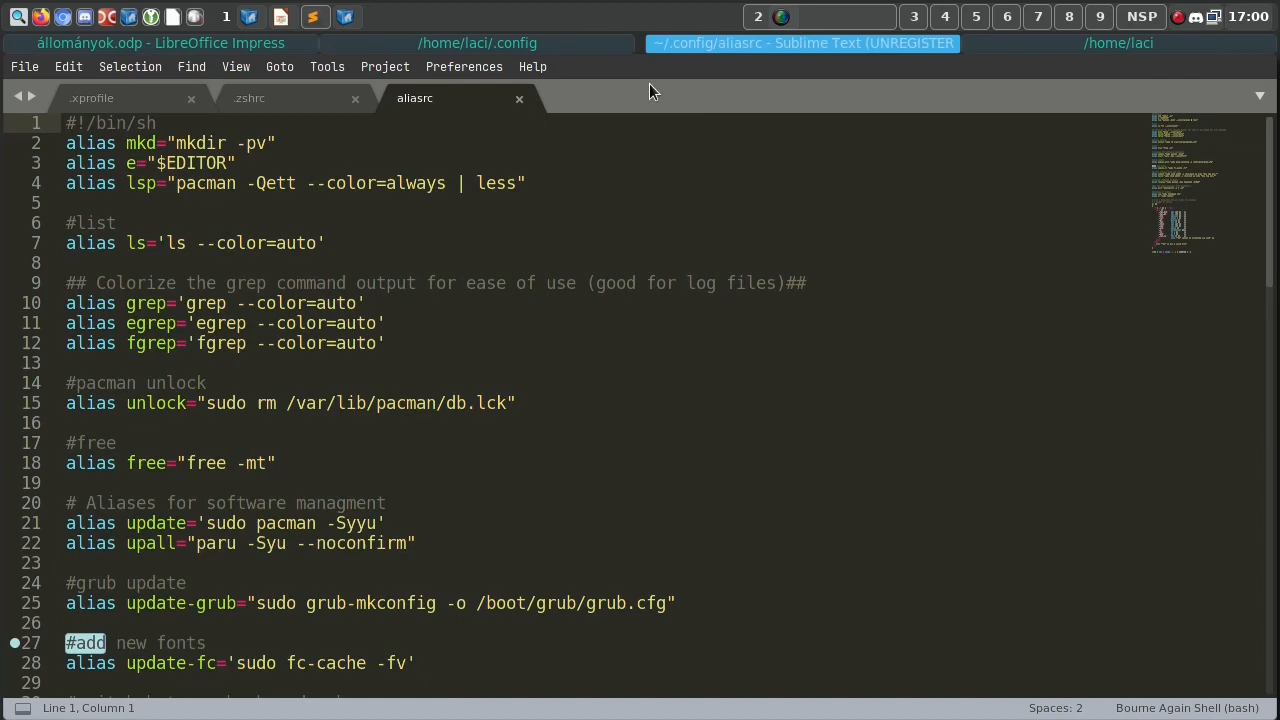 1 2 3 4 5 6 7 8 9 NSP 17:00
állományok.odp - LibreOffice Impress /home/laci/.config ~/.config/aliasrc - Sublime Text (UNREGISTER /home/laci
File Edit Selection Find View Goto Tools Project Preferences Help
.xprofile .zshrc aliasrc
1 #!/bin/sh
2 alias mkd="mkdir -pv"
3 alias e="$EDITOR"
4 alias lsp="pacman -Qett --color=always | less"
5
6 #list
7 alias ls='ls --color=auto'
8
9 ## Colorize the grep command output for ease of use (good for log files)##
10 alias grep='grep --color=auto'
11 alias egrep='egrep --color=auto'
12 alias fgrep='fgrep --color=auto'
13
14 #pacman unlock
15 alias unlock="sudo rm /var/lib/pacman/db.lck"
16
17 #free
18 alias free="free -mt"
19
20 # Aliases for software managment
21 alias update='sudo pacman -Syyu'
22 alias upall="paru -Syu --noconfirm"
23
24 #grub update
25 alias update-grub="sudo grub-mkconfig -o /boot/grub/grub.cfg"
26
27 #add new fonts
28 alias update-fc='sudo fc-cache -fv'
29
Line 1, Column 1 Spaces: 2 Bourne Again Shell (bash)